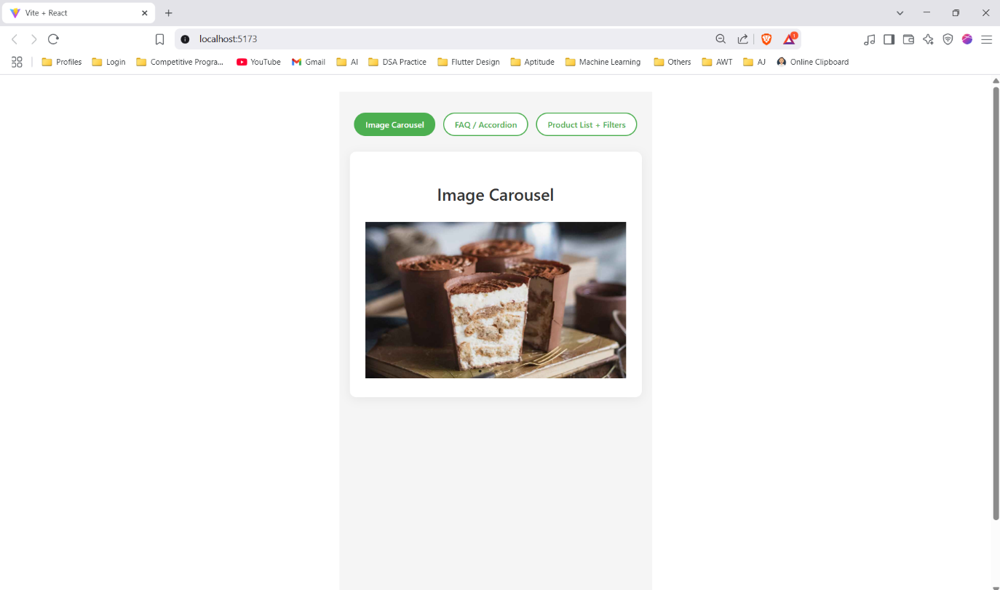 Vite + React
localhost:5173
1
Profiles Login Competitive Progra... YouTube Gmail AI DSA Practice Flutter Design Aptitude Machine Learning Others AWT AJ Online Clipboard
Image Carousel FAQ / Accordion Product List + Filters
Image Carousel